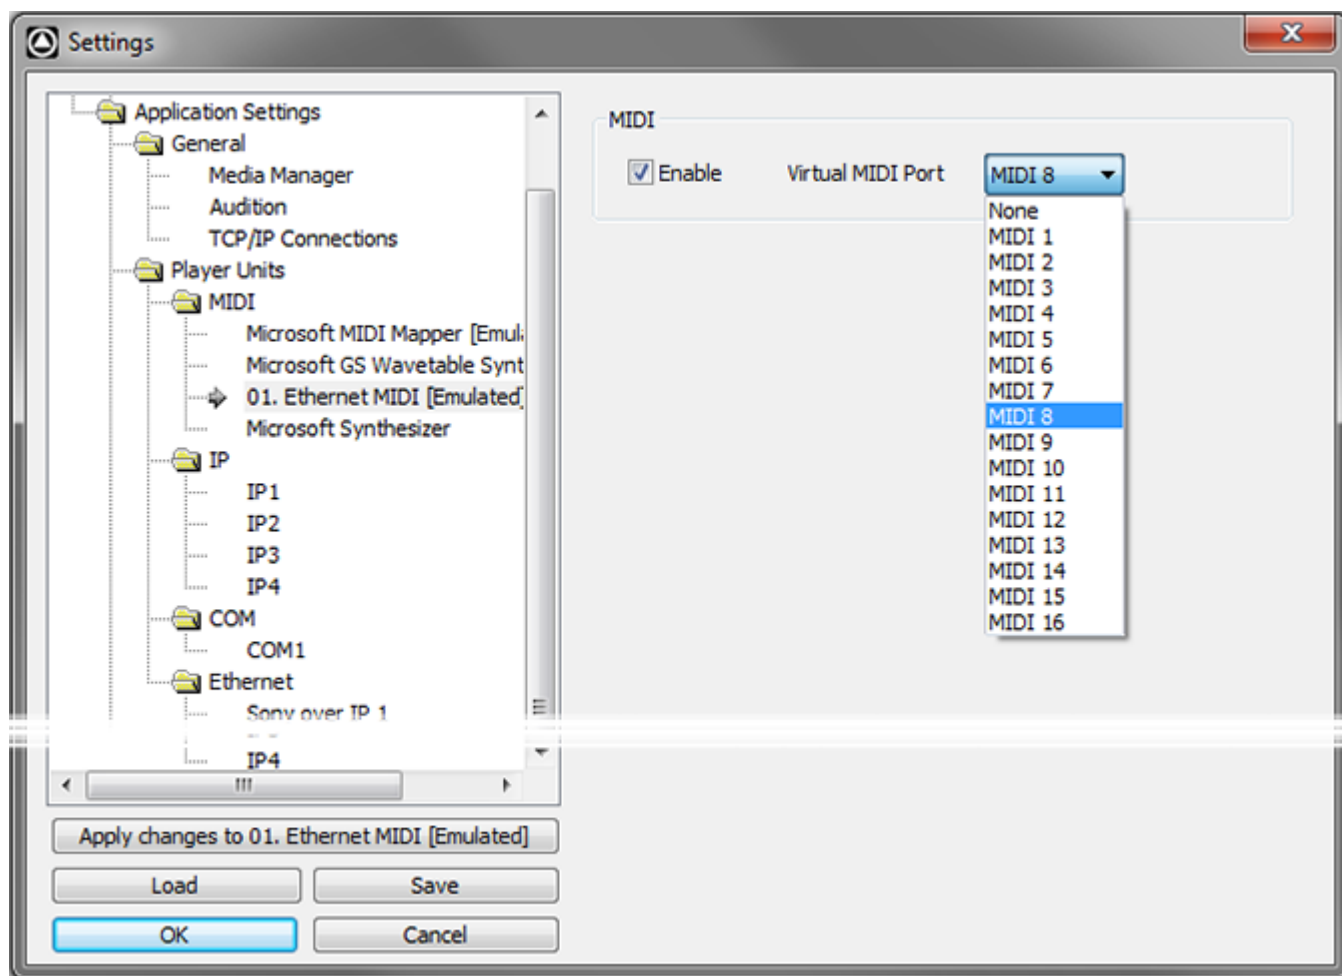 Settings
Application Settings
General
Media Manager
Audition
TCP/IP Connections
Player Units
MIDI
Microsoft MIDI Mapper [Emul
Microsoft GS Wavetable Synt
01. Ethernet MIDI [Emulated]
Microsoft Synthesizer
IP
IP1
IP2
IP3
IP4
COM
COM1
Ethernet
Sony over IP 1
IP4
Apply changes to 01. Ethernet MIDI [Emulated]
Load Save
OK Cancel
MIDI
Enable Virtual MIDI Port MIDI 8
None
MIDI 1
MIDI 2
MIDI 3
MIDI 4
MIDI 5
MIDI 6
MIDI 7
MIDI 8
MIDI 9
MIDI 10
MIDI 11
MIDI 12
MIDI 13
MIDI 14
MIDI 15
MIDI 16